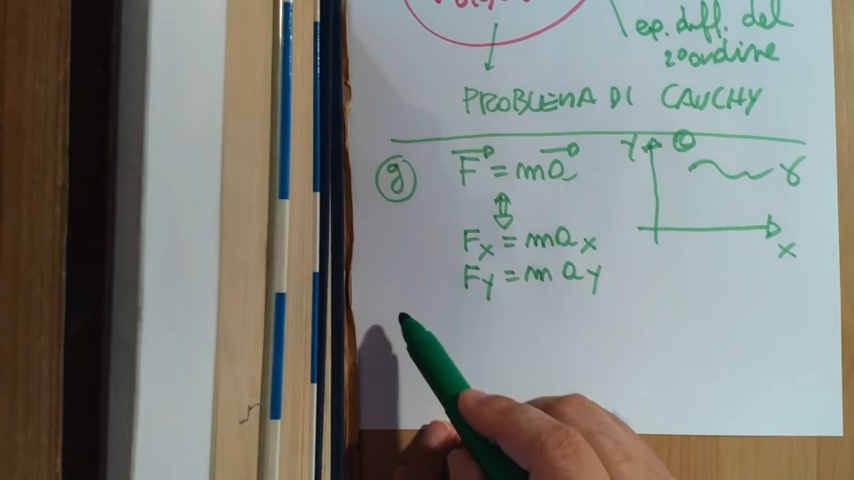 eq. diff. del
2° ordine
PROBLEMA DI CAUCHY
g F = ma
Fx = max
Fy = may
Y
γ
X